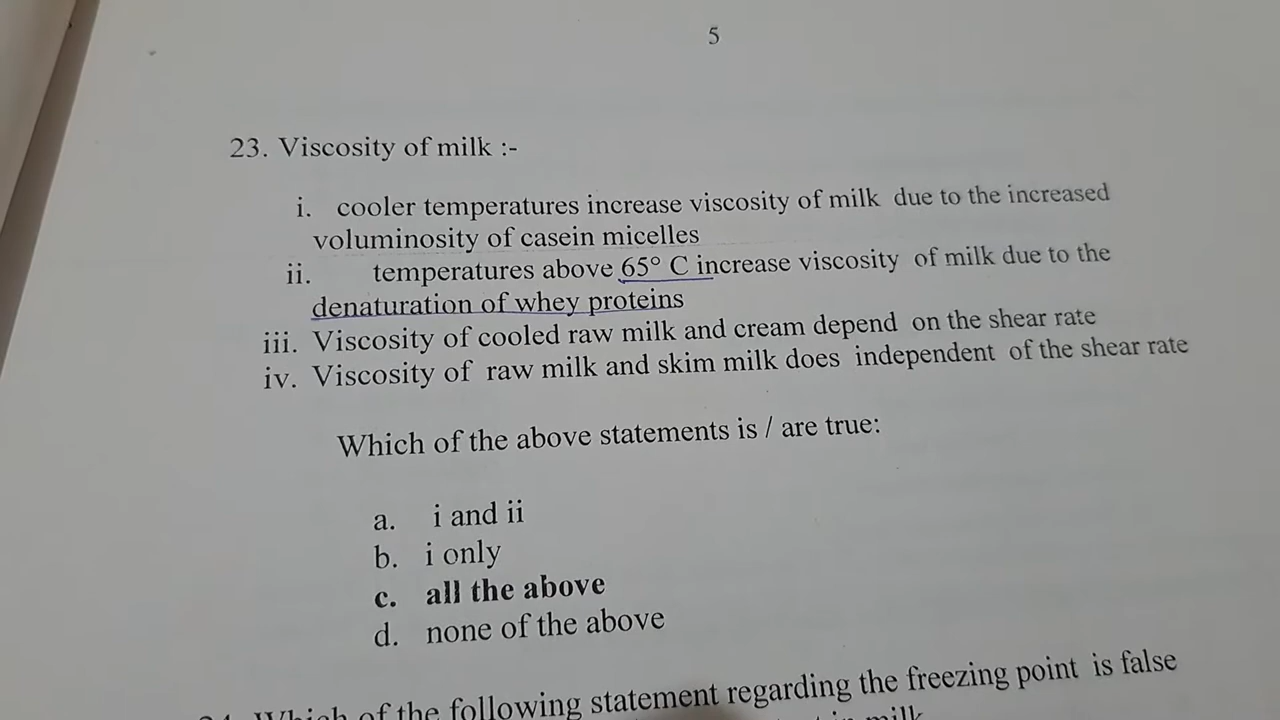 5
23. Viscosity of milk :-
i. cooler temperatures increase viscosity of milk due to the increased
voluminosity of casein micelles
ii. temperatures above 65° C increase viscosity of milk due to the
denaturation of whey proteins
iii. Viscosity of cooled raw milk and cream depend on the shear rate
iv. Viscosity of raw milk and skim milk does independent of the shear rate
Which of the above statements is / are true:
a. i and ii
b. i only
c. all the above
d. none of the above
Which of the following statement regarding the freezing point is false
in milk